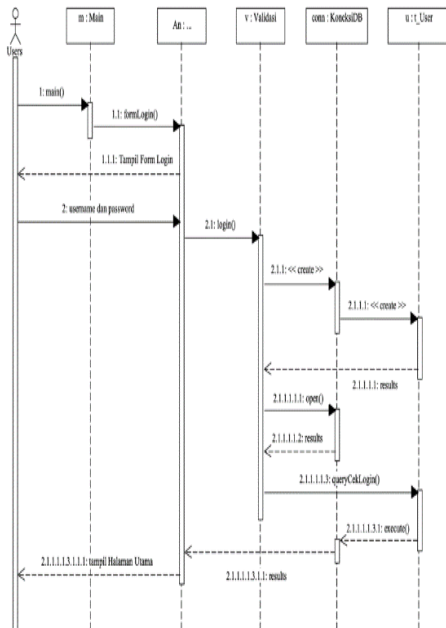 m : Main
An : ...
v : Validasi
conn : KoneksiDB
u : t_User
Users
1: main()
1.1: formLogin()
1.1.1: Tampil Form Login
2: username dan password
2.1: login()
2.1.1: << create >>
2.1.1.1: << create >>
2.1.1.1.1: results
2.1.1.1.1.1: open()
2.1.1.1.1.2: results
2.1.1.1.1.3: queryCekLogin()
2.1.1.1.1.3.1: execute()
2.1.1.1.1.3.1.1.1: tampil Halaman Utama
2.1.1.1.1.3.1.1: results